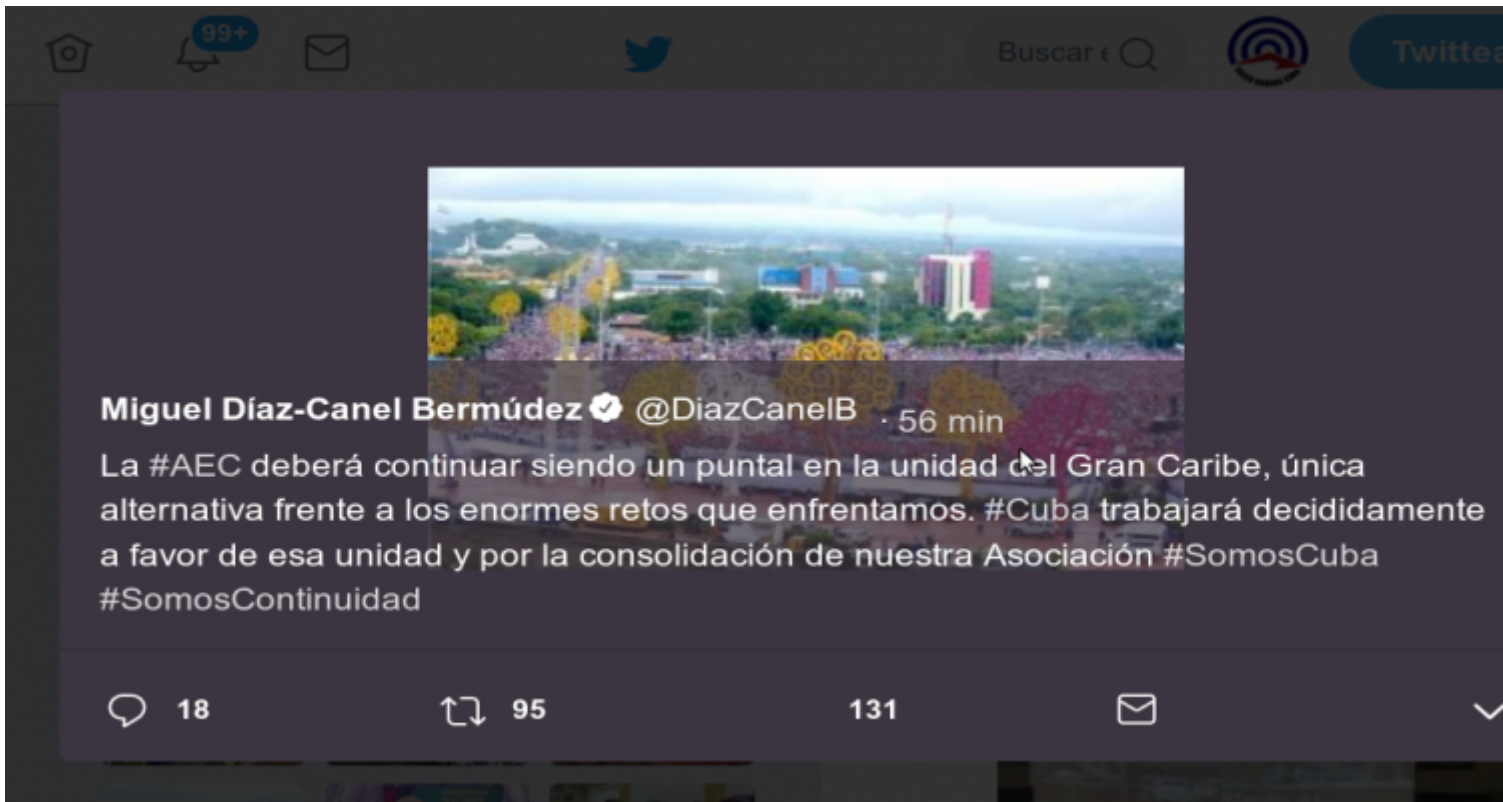 99+
Buscar
Twittea
Miguel Díaz-Canel Bermúdez @DiazCanelB · 56 min
La #AEC deberá continuar siendo un puntal en la unidad del Gran Caribe, única
alternativa frente a los enormes retos que enfrentamos. #Cuba trabajará decididamente
a favor de esa unidad y por la consolidación de nuestra Asociación #SomosCuba
#SomosContinuidad
18 95 131